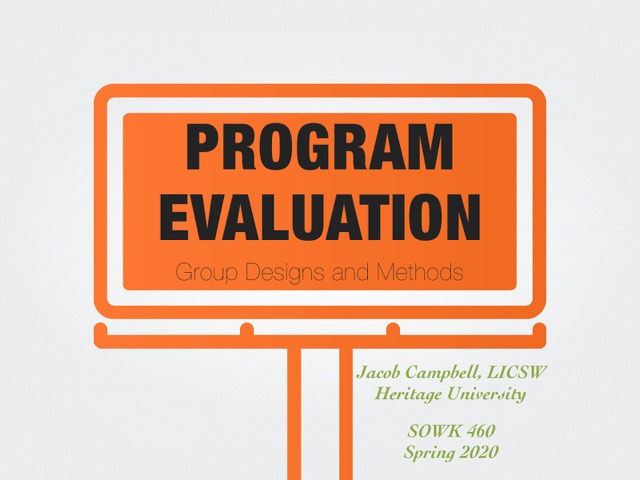 PROGRAM
EVALUATION
Group Designs and Methods
Jacob Campbell, LICSW
Heritage University
SOWK 460
Spring 2020